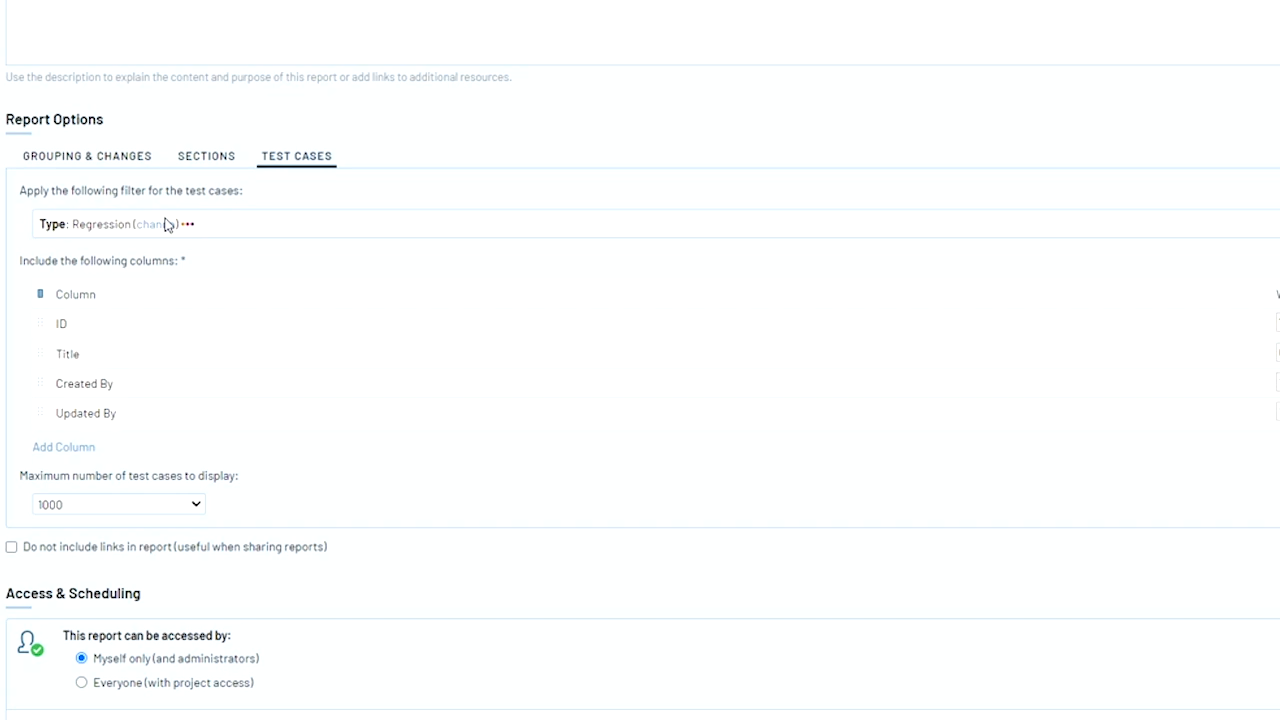 Use the description to explain the content and purpose of this report or add links to additional resources.
Report Options
GROUPING & CHANGES SECTIONS TEST CASES
Apply the following filter for the test cases:
Type: Regression (
Include the following columns: *
Column
ID
Title
Created By
Updated By
Add Column
Maximum number of test cases to display:
1000
Do not include links in report (useful when sharing reports)
Access & Scheduling
This report can be accessed by:
Myself only (and administrators)
Everyone (with project access)